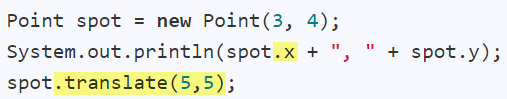 Point spot = new Point(3, 4);
System.out.println(spot.x + ", " + spot.y);
spot.translate(5,5);